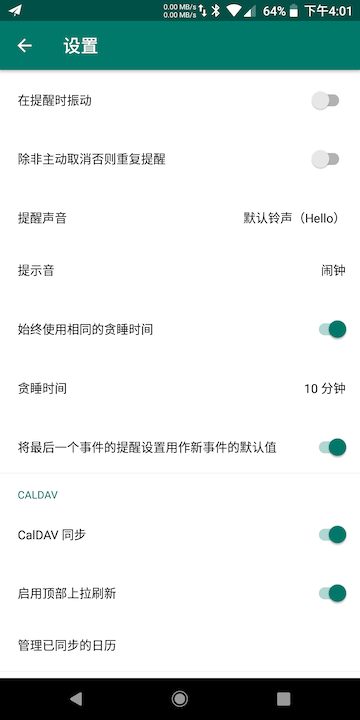 0.00 MB/s
0.00 MB/s
64%
下午4:01
设置
在提醒时振动
除非主动取消否则重复提醒
提醒声音
默认铃声（Hello）
提示音
闹钟
始终使用相同的贪睡时间
贪睡时间
10 分钟
将最后一个事件的提醒设置用作新事件的默认值
CALDAV
CalDAV 同步
启用顶部上拉刷新
管理已同步的日历